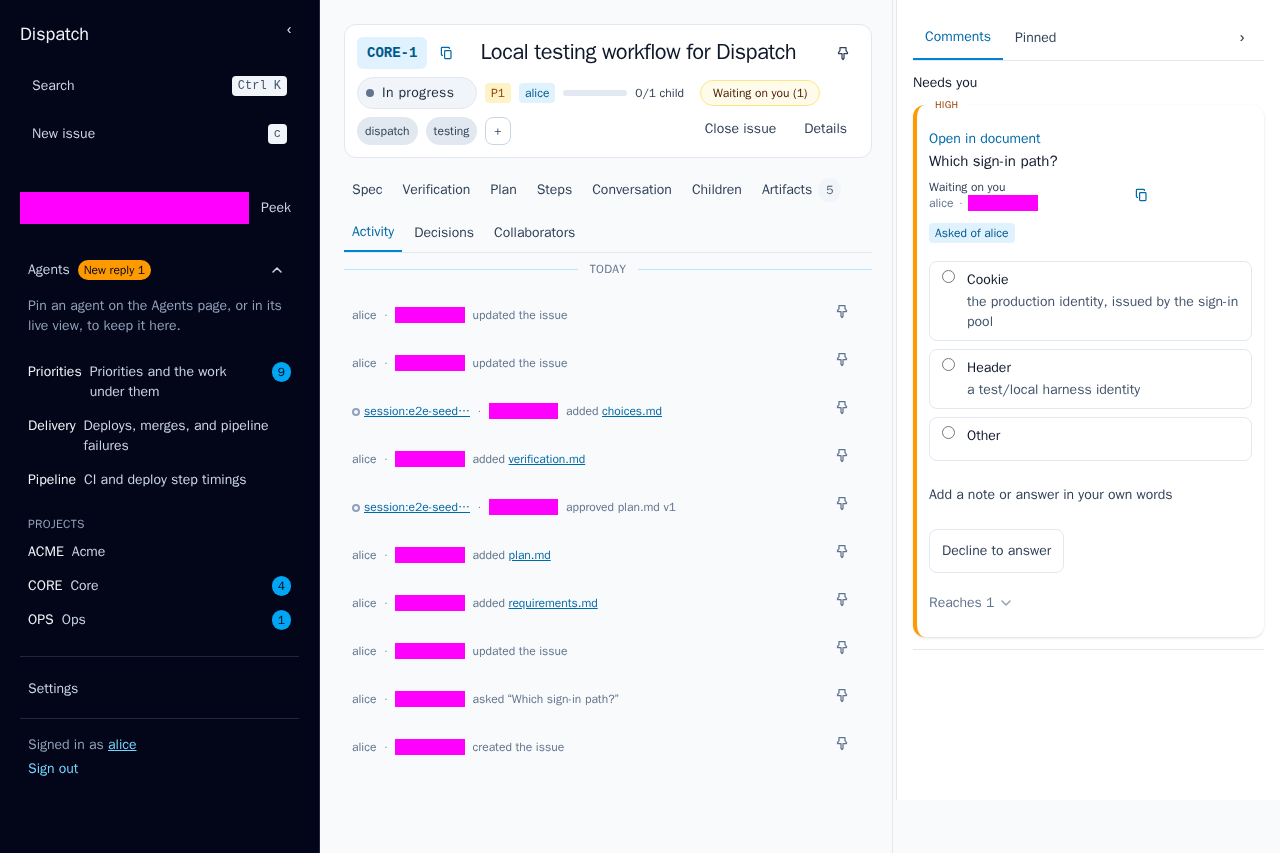 Dispatch
‹
Search
Ctrl K
New issue
C
Peek
Agents
New reply 1
Pin an agent on the Agents page, or in its
live view, to keep it here.
Priorities
Priorities and the work
under them
9
Delivery
Deploys, merges, and pipeline
failures
Pipeline
CI and deploy step timings
PROJECTS
ACME Acme
CORE Core
4
OPS Ops
1
Settings
Signed in as alice
Sign out
CORE-1
Local testing workflow for Dispatch
In progress
P1
alice
0/1 child
Waiting on you (1)
dispatch
testing
+
Close issue
Details
Spec
Verification
Plan
Steps
Conversation
Children
Artifacts
5
Activity
Decisions
Collaborators
TODAY
alice · updated the issue
alice · updated the issue
session:e2e-seed··· · added choices.md
alice · added verification.md
session:e2e-seed··· · approved plan.md v1
alice · added plan.md
alice · added requirements.md
alice · updated the issue
alice · asked “Which sign-in path?”
alice · created the issue
Comments
Pinned
›
Needs you
HIGH
Open in document
Which sign-in path?
Waiting on you
alice ·
Asked of alice
Cookie
the production identity, issued by the sign-in
pool
Header
a test/local harness identity
Other
Add a note or answer in your own words
Decline to answer
Reaches 1